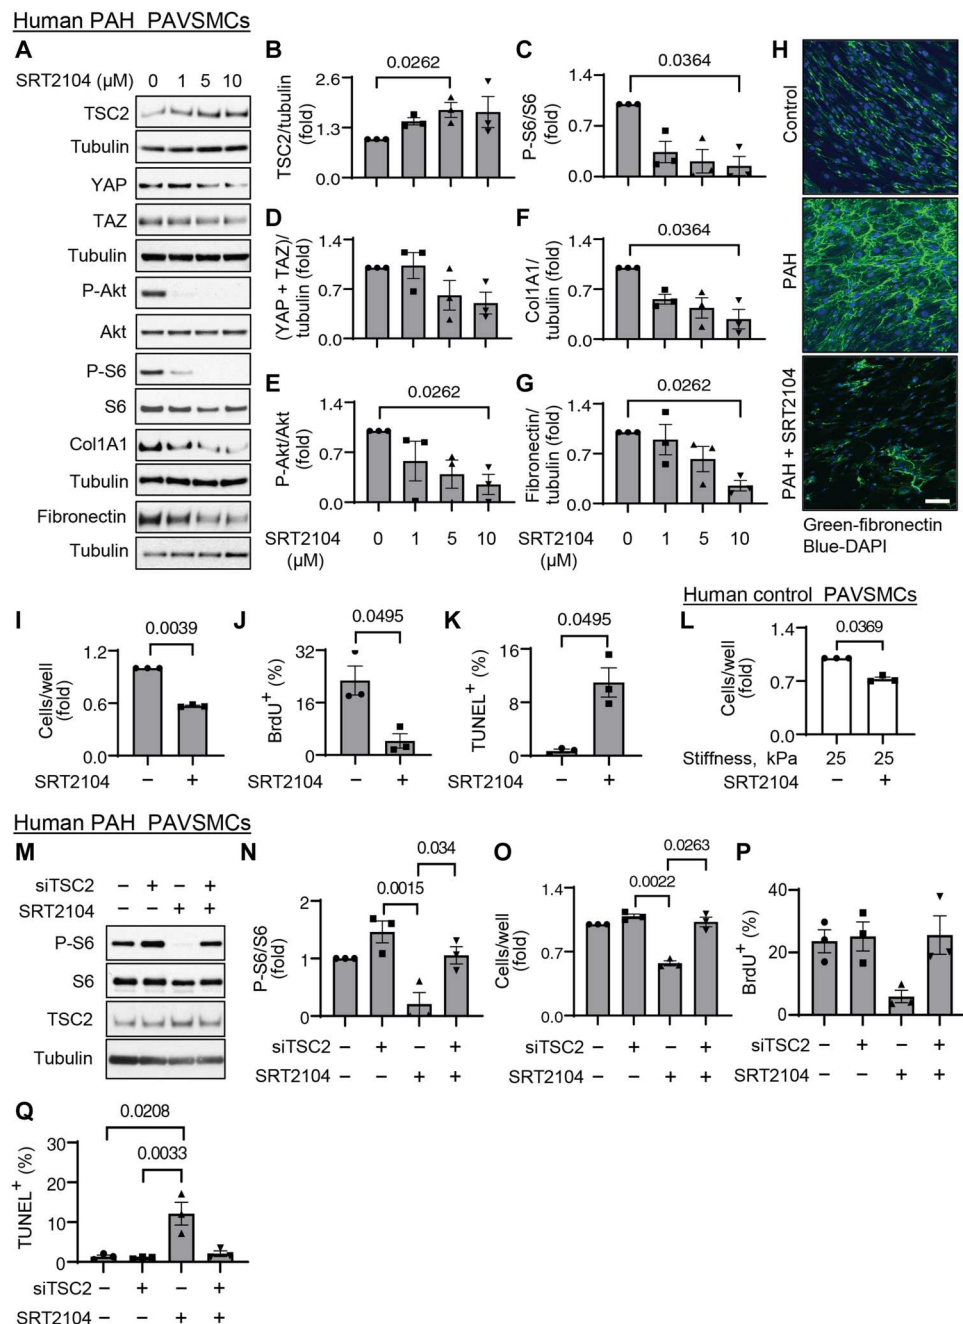 Human PAH PAVSMCs
A
SRT2104 (µM) 0 1 5 10
TSC2
Tubulin
YAP
TAZ
Tubulin
P-Akt
Akt
P-S6
S6
Col1A1
Tubulin
Fibronectin
Tubulin
B
0.0262
TSC2/tubulin
(fold)
2.6
1.3
0.0
C
0.0364
P-S6/S6
(fold)
1.4
0.7
0.0
D
(YAP + TAZ)/
tubulin (fold)
1.4
0.7
0.0
F
0.0364
Col1A1/
tubulin (fold)
1.4
0.7
0.0
E
0.0262
P-Akt/Akt
(fold)
1.4
0.7
0.0
SRT2104
(µM)
0 1 5 10
G
0.0262
Fibronectin/
tubulin (fold)
1.4
0.7
0.0
SRT2104
(µM)
0 1 5 10
H
Control
PAH
PAH + SRT2104
Green-fibronectin
Blue-DAPI
I
0.0039
Cells/well
(fold)
1.2
0.6
0.0
SRT2104 − +
J
0.0495
BrdU+ (%)
32
16
0
SRT2104 − +
K
0.0495
TUNEL+ (%)
16
8
0
SRT2104 − +
Human control PAVSMCs
L
0.0369
Cells/well
(fold)
1.4
0.7
0.0
Stiffness, kPa 25 25
SRT2104 − +
Human PAH PAVSMCs
M
siTSC2 − + − +
SRT2104 − − + +
P-S6
S6
TSC2
Tubulin
N
0.034
0.0015
P-S6/S6
(fold)
2
1
0
siTSC2 − + − +
SRT2104 − − + +
O
0.0263
0.0022
Cells/well
(fold)
1.4
0.7
0.0
siTSC2 − + − +
SRT2104 − − + +
P
BrdU+ (%)
40
20
0
siTSC2 − + − +
SRT2104 − − + +
Q
0.0208
0.0033
TUNEL+ (%)
30
20
10
0
siTSC2 − + − +
SRT2104 − − + +